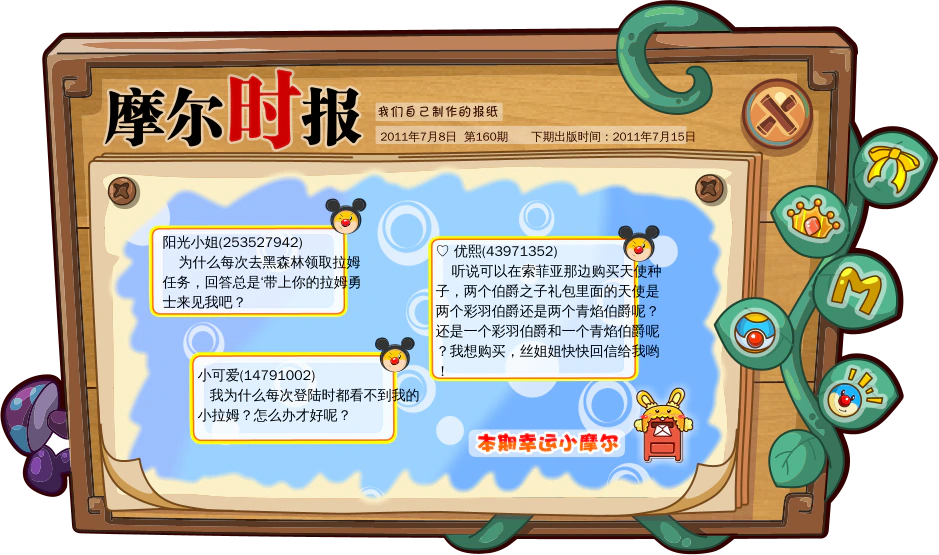 摩尔时报
我们自己制作的报纸
2011年7月8日 第160期 下期出版时间：2011年7月15日
阳光小姐(253527942)
为什么每次去黑森林领取拉姆
任务，回答总是‘带上你的拉姆勇
士来见我吧？
♡ 优熙(43971352)
听说可以在索菲亚那边购买天使种
子，两个伯爵之子礼包里面的天使是
两个彩羽伯爵还是两个青焰伯爵呢？
还是一个彩羽伯爵和一个青焰伯爵呢
？我想购买，丝姐姐快快回信给我哟
！
小可爱(14791002)
我为什么每次登陆时都看不到我的
小拉姆？怎么办才好呢？
本期幸运小摩尔
M